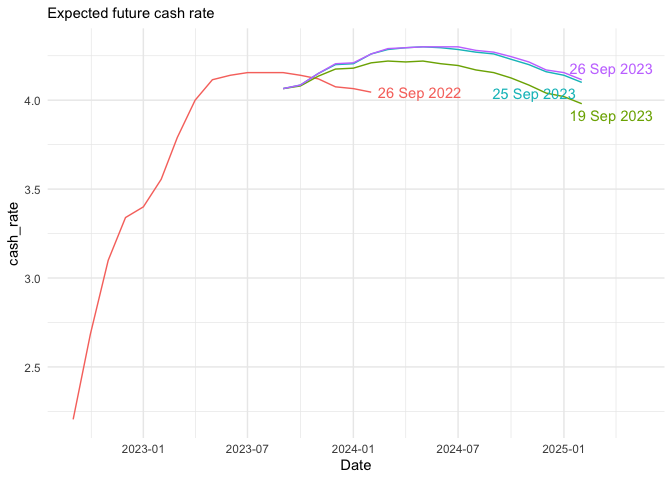 Expected future cash rate
cash_rate
4.0
3.5
3.0
2.5
26 Sep 2022
26 Sep 2023
25 Sep 2023
19 Sep 2023
2023-01
2023-07
2024-01
2024-07
2025-01
Date